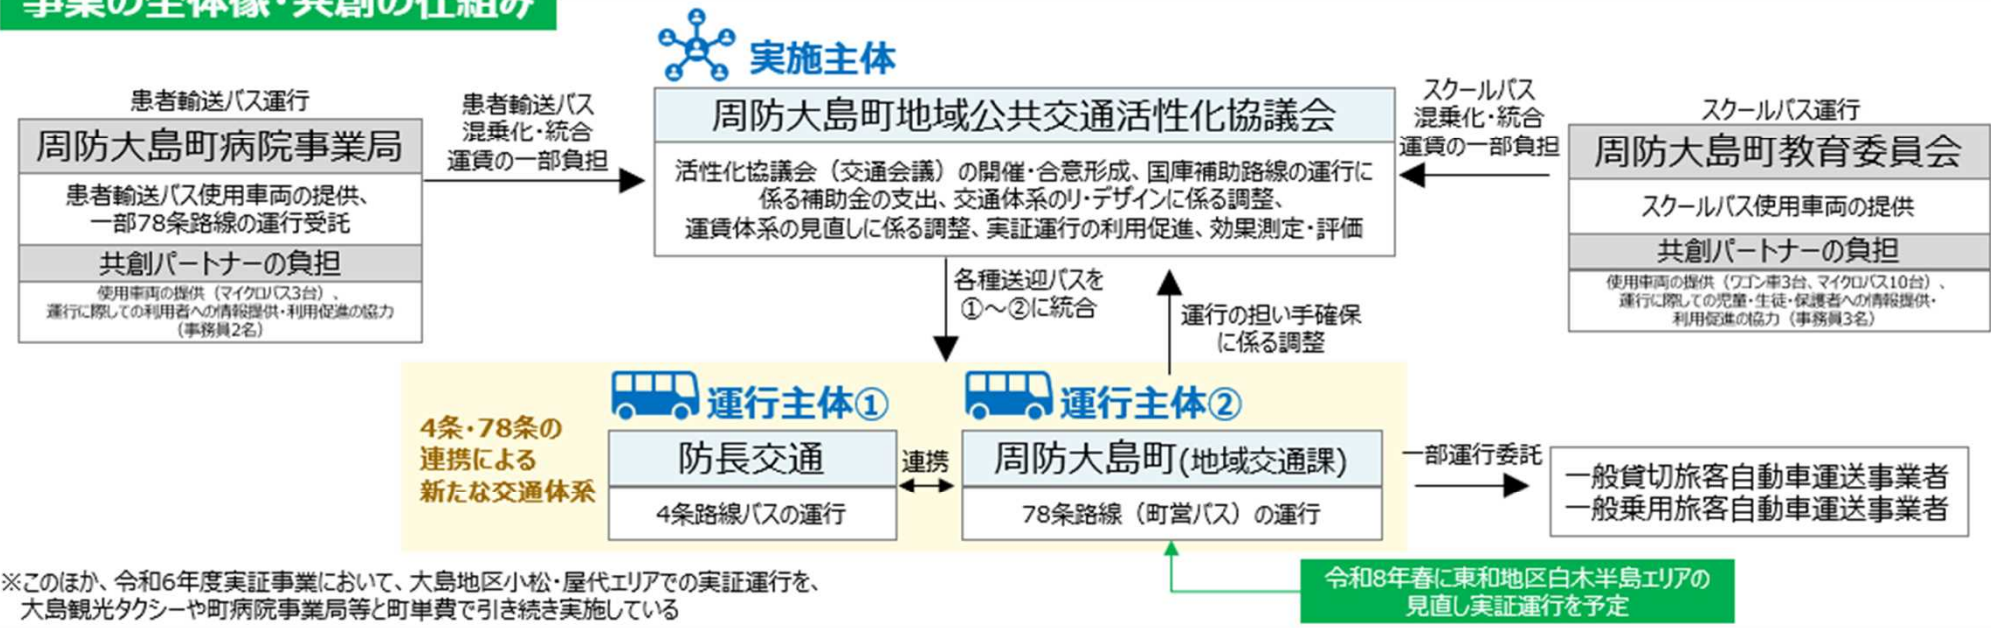 事業の全体像・共創の仕組み
実施主体
患者輸送バス運行
周防大島町病院事業局
患者輸送バス使用車両の提供、
一部78条路線の運行受託
共創パートナーの負担
使用車両の提供（マイクロバス3台）、
運行に際しての利用者への情報提供・利用促進の協力
（事務員2名）
患者輸送バス
混乗化・統合
運賃の一部負担
周防大島町地域公共交通活性化協議会
活性化協議会（交通会議）の開催・合意形成、国庫補助路線の運行に
係る補助金の支出、交通体系のリ・デザインに係る調整、
運賃体系の見直しに係る調整、実証運行の利用促進、効果測定・評価
スクールバス
混乗化・統合
運賃の一部負担
スクールバス運行
周防大島町教育委員会
スクールバス使用車両の提供
共創パートナーの負担
使用車両の提供（ワゴン車3台、マイクロバス10台）、
運行に際しての児童・生徒・保護者への情報提供・
利用促進の協力（事務員3名）
各種送迎バスを
①～②に統合
運行の担い手確保
に係る調整
4条・78条の
連携による
新たな交通体系
運行主体①
防長交通
4条路線バスの運行
連携
運行主体②
周防大島町(地域交通課)
78条路線（町営バス）の運行
一部運行委託
一般貸切旅客自動車運送事業者
一般乗用旅客自動車運送事業者
令和8年春に東和地区白木半島エリアの
見直し実証運行を予定
※このほか、令和6年度実証事業において、大島地区小松・屋代エリアでの実証運行を、
大島観光タクシーや町病院事業局等と町単費で引き続き実施している